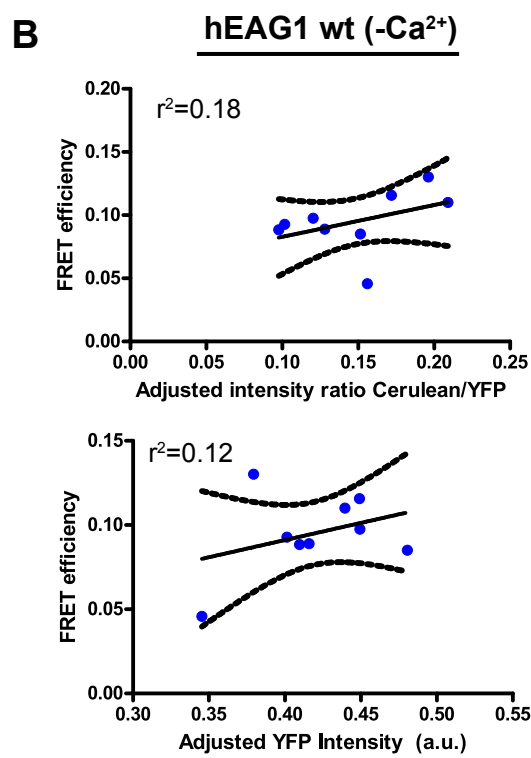 B
hEAG1 wt (-Ca²⁺)
r²=0.18
FRET efficiency
0.20
0.15
0.10
0.05
0.00
0.00 0.05 0.10 0.15 0.20 0.25
Adjusted intensity ratio Cerulean/YFP
r²=0.12
FRET efficiency
0.15
0.10
0.05
0.00
0.30 0.35 0.40 0.45 0.50 0.55
Adjusted YFP Intensity (a.u.)